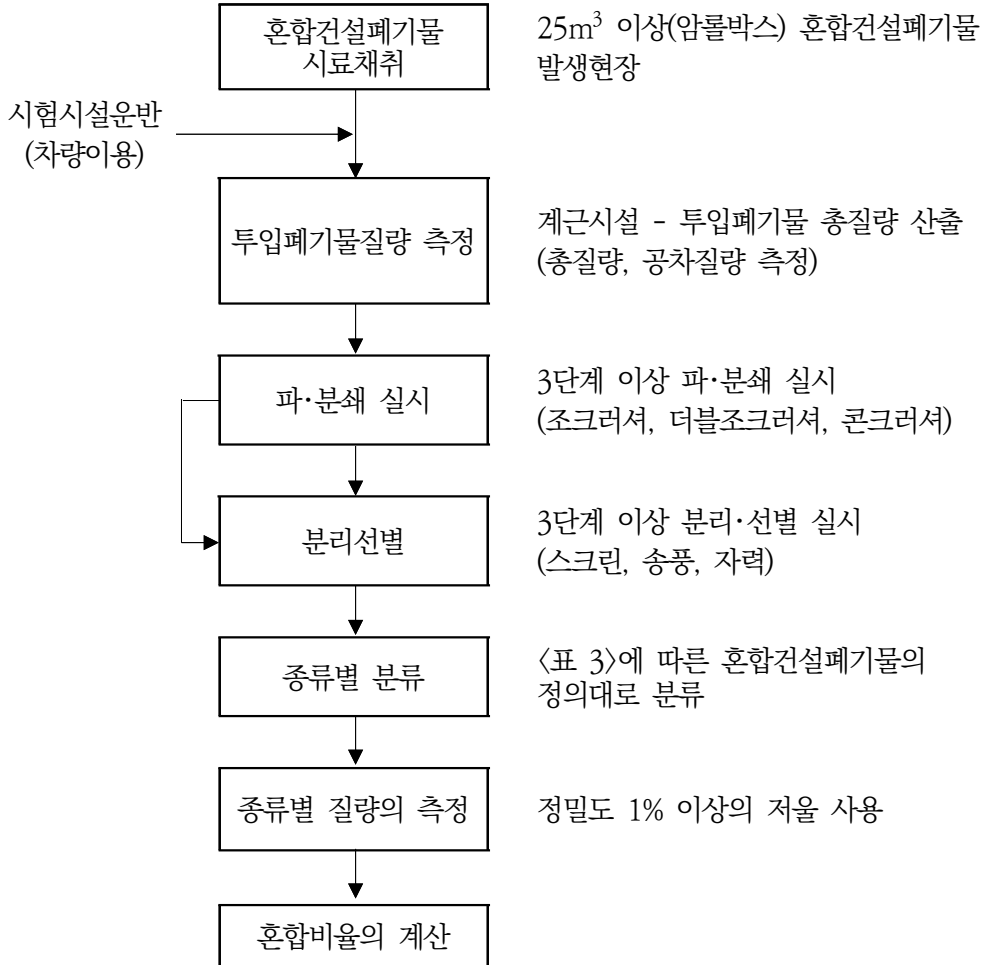 혼합건설폐기물
시료채취
25m³ 이상(암롤박스) 혼합건설폐기물
발생현장
시험시설운반
(차량이용)
투입폐기물질량 측정
계근시설 - 투입폐기물 총질량 산출
(총질량, 공차질량 측정)
파·분쇄 실시
3단계 이상 파·분쇄 실시
(조크러셔, 더블조크러셔, 콘크러셔)
분리선별
3단계 이상 분리·선별 실시
(스크린, 송풍, 자력)
종류별 분류
〈표 3〉에 따른 혼합건설폐기물의
정의대로 분류
종류별 질량의 측정
정밀도 1% 이상의 저울 사용
혼합비율의 계산